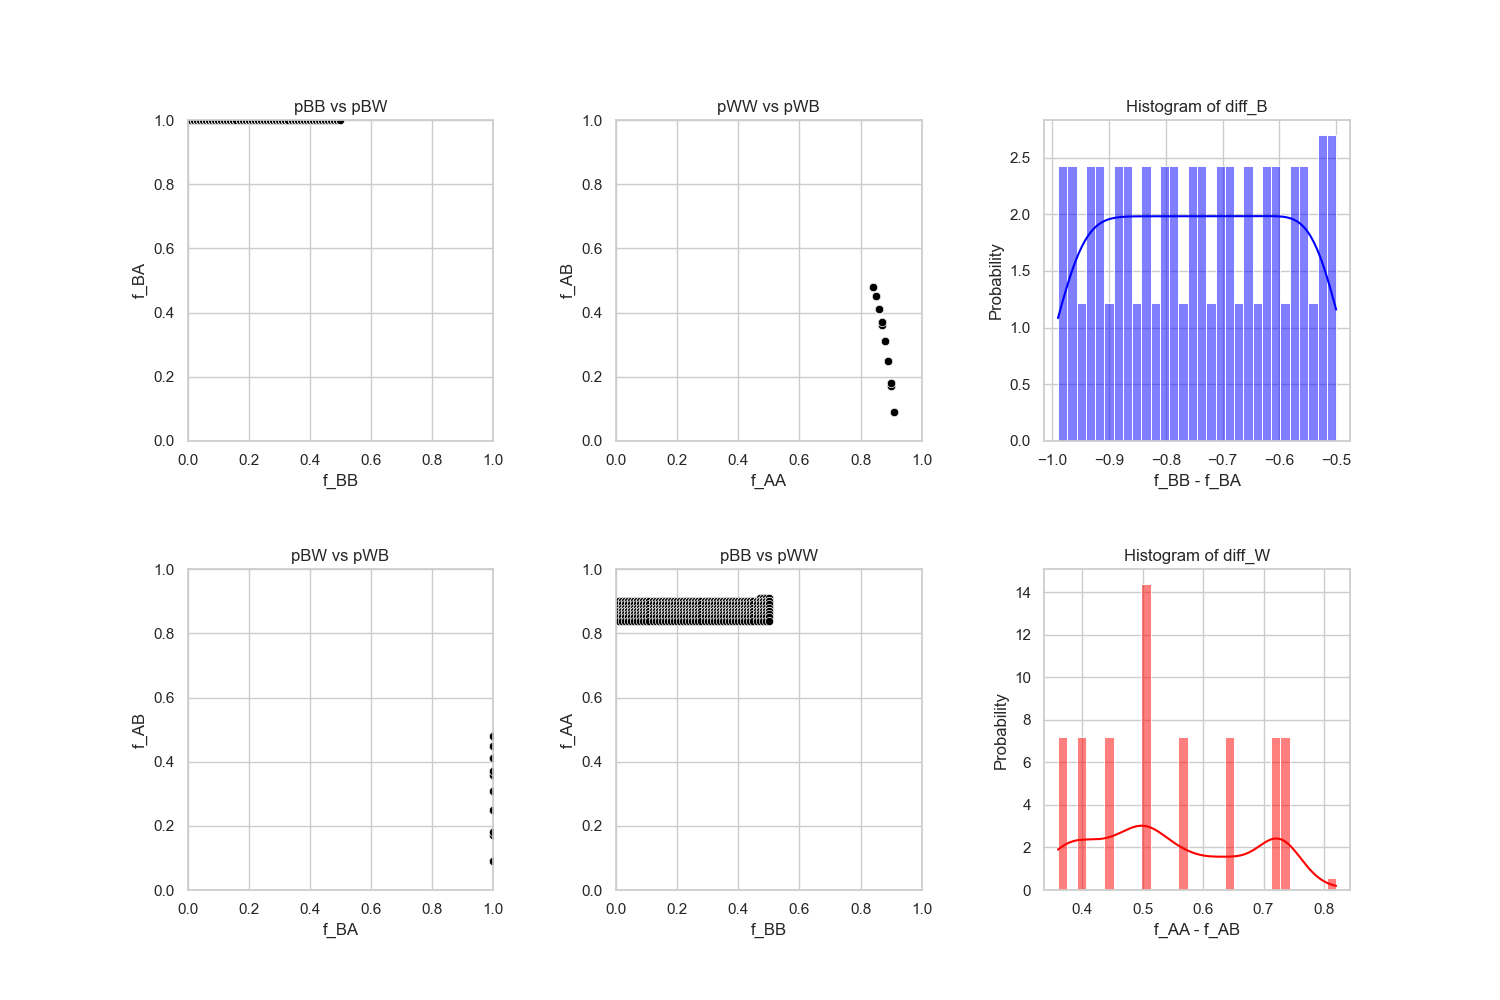 pBB vs pBW
1.0
0.8
0.6
0.4
0.2
0.0
f_BA
0.0 0.2 0.4 0.6 0.8 1.0
f_BB
pWW vs pWB
1.0
0.8
0.6
0.4
0.2
0.0
f_AB
0.0 0.2 0.4 0.6 0.8 1.0
f_AA
Histogram of diff_B
2.5
2.0
1.5
1.0
0.5
0.0
Probability
−1.0 −0.9 −0.8 −0.7 −0.6 −0.5
f_BB - f_BA
pBW vs pWB
1.0
0.8
0.6
0.4
0.2
0.0
f_AB
0.0 0.2 0.4 0.6 0.8 1.0
f_BA
pBB vs pWW
1.0
0.8
0.6
0.4
0.2
0.0
f_AA
0.0 0.2 0.4 0.6 0.8 1.0
f_BB
Histogram of diff_W
14
12
10
8
6
4
2
0
Probability
0.4 0.5 0.6 0.7 0.8
f_AA - f_AB